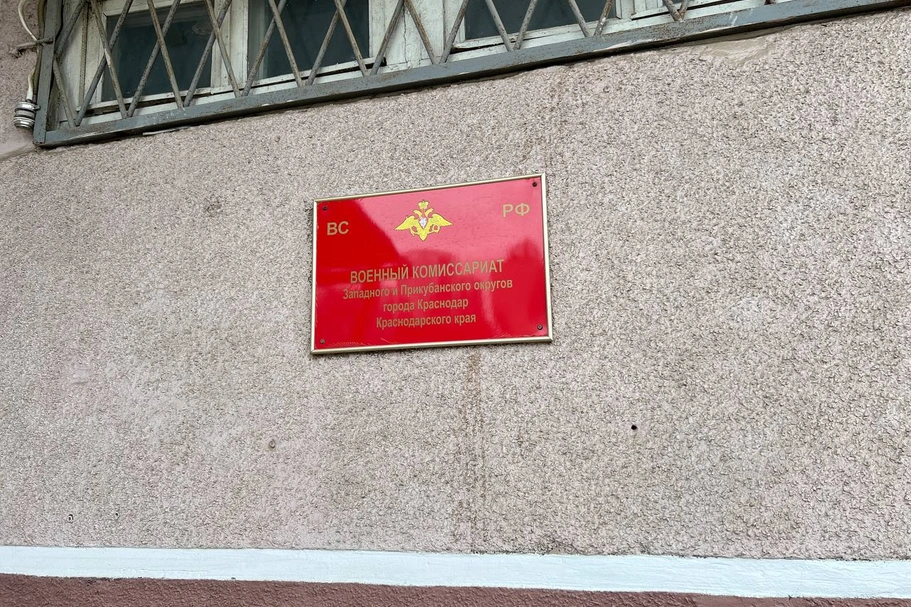 ВС РФ
ВОЕННЫЙ КОМИССАРИАТ
Западного и Прикубанского округов
города Краснодар
Краснодарского края